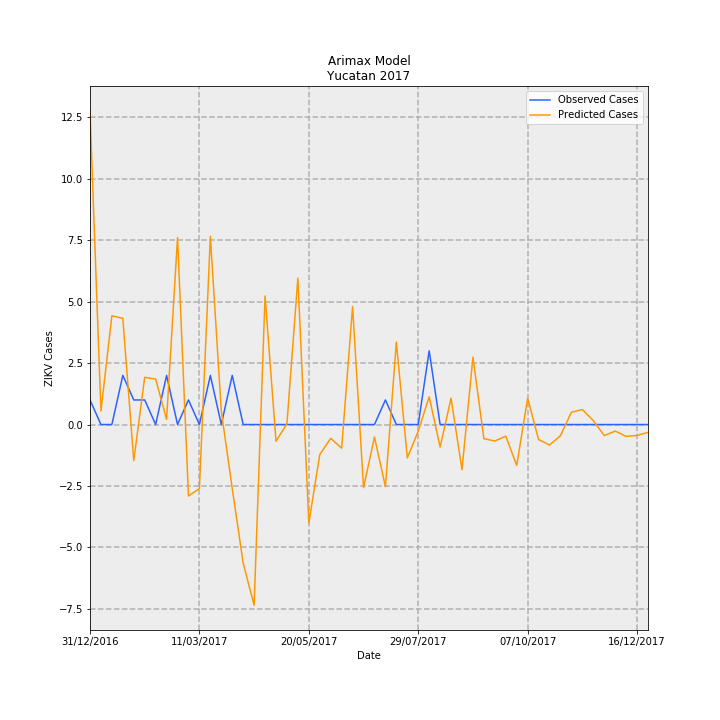 Arimax Model
Yucatan 2017
Observed Cases
Predicted Cases
12.5
10.0
7.5
5.0
2.5
0.0
−2.5
−5.0
−7.5
ZIKV Cases
31/12/2016 11/03/2017 20/05/2017 29/07/2017 07/10/2017 16/12/2017
Date